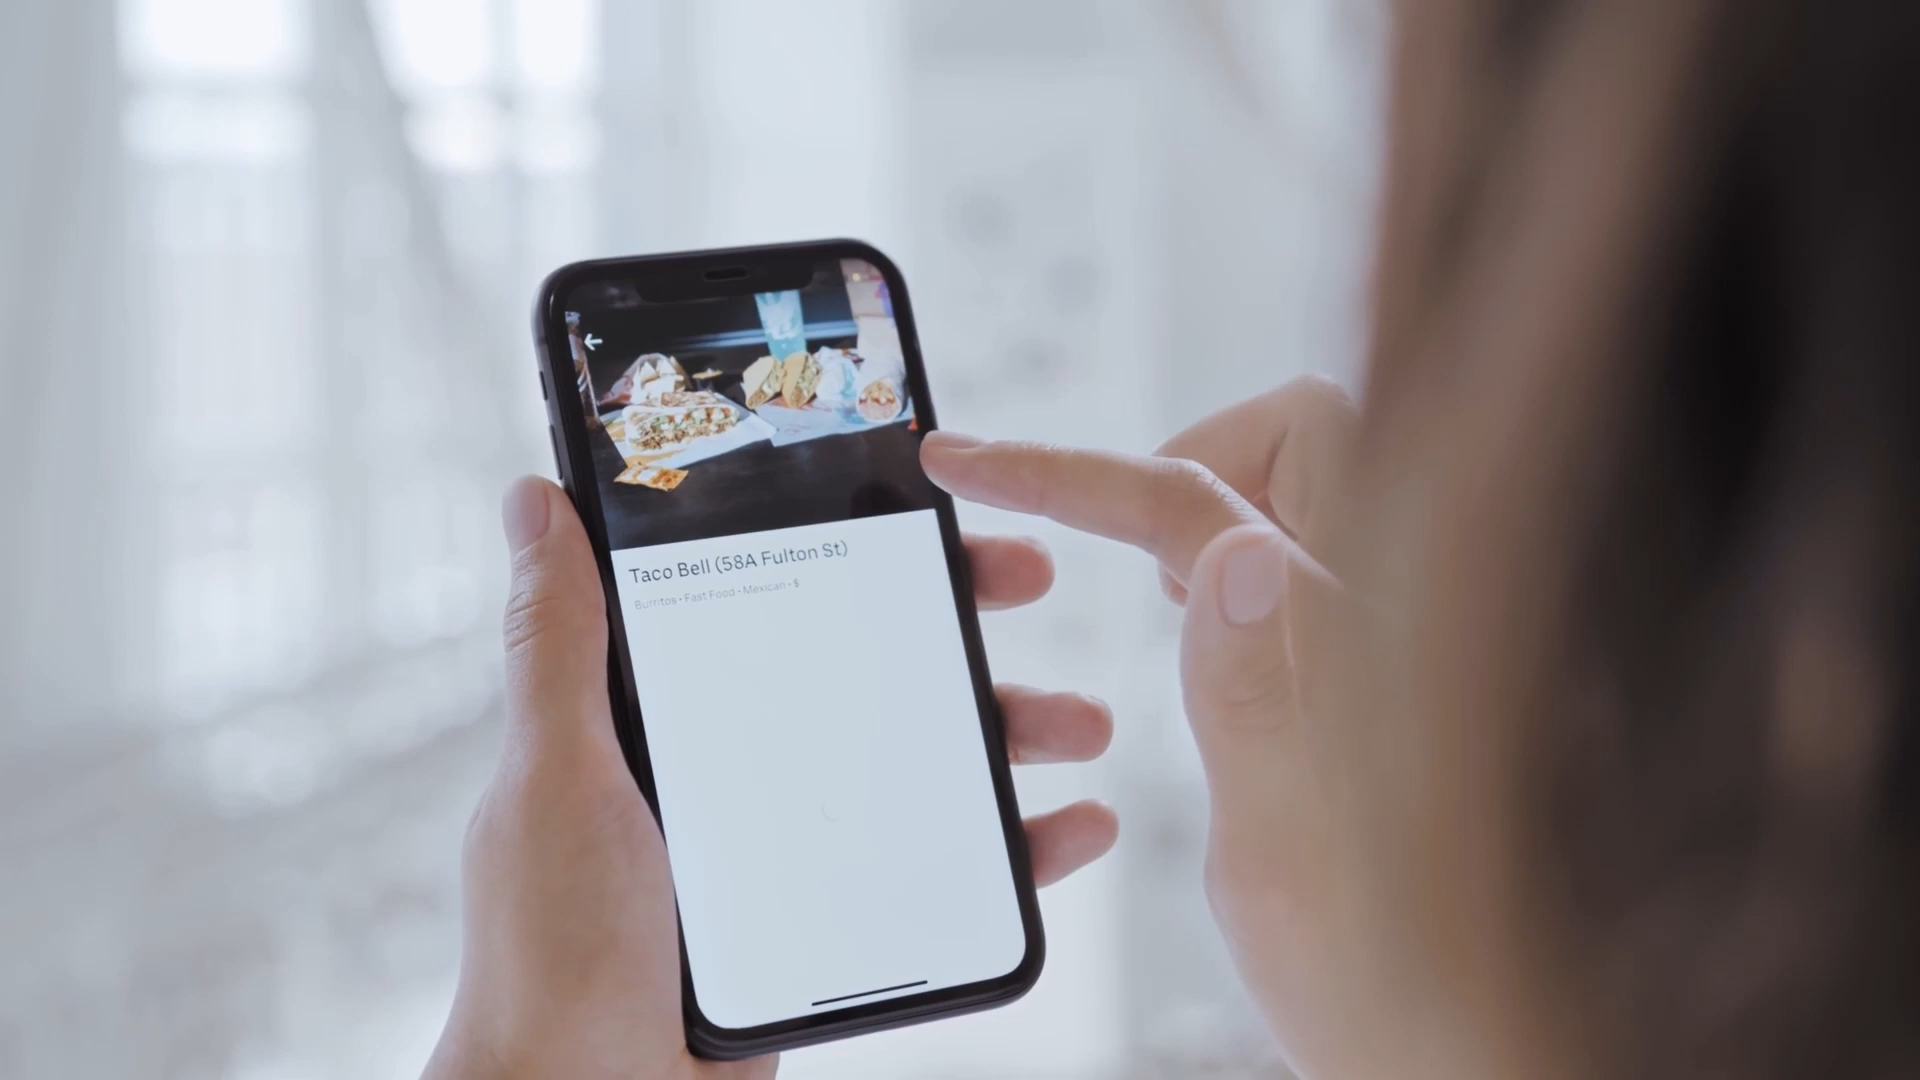 Taco Bell (58A Fulton St)
Burritos • Fast Food • Mexican • $